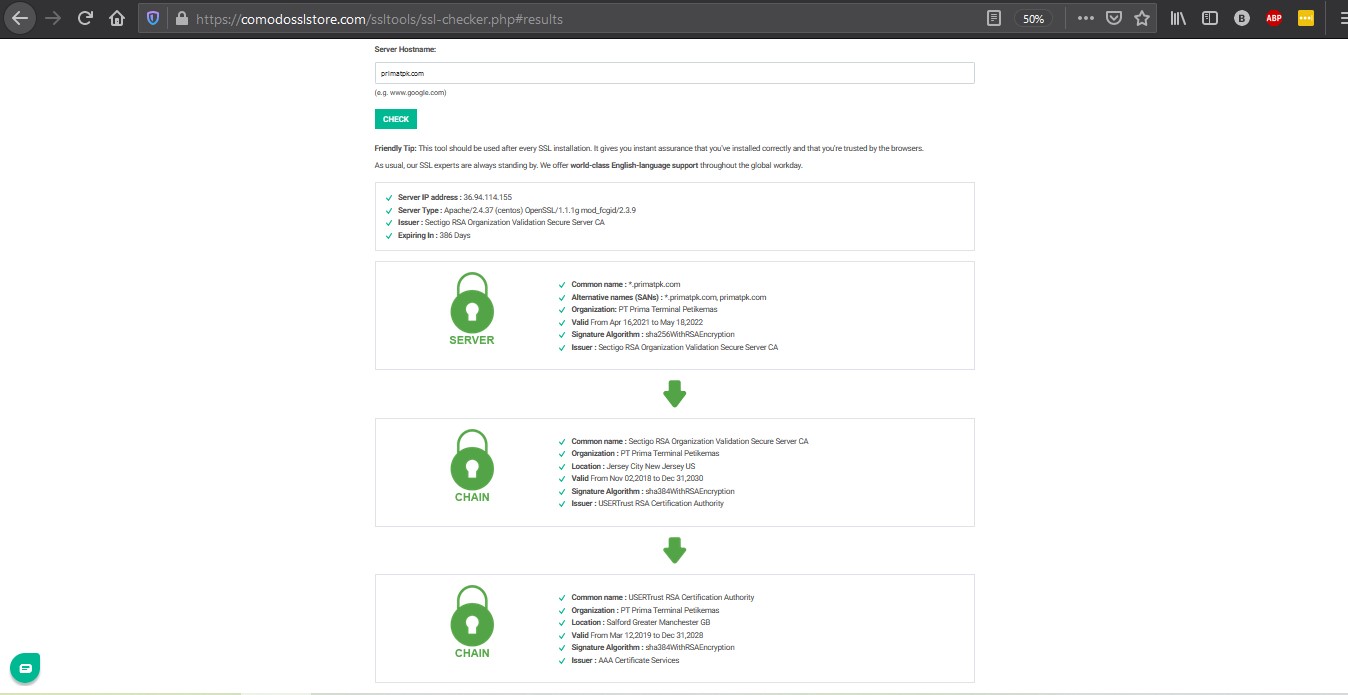 https://comodosslstore.com/ssltools/ssl-checker.php#results
50%
B
ABP
Server Hostname:
primatpk.com
(e.g. www.google.com)
CHECK
Friendly Tip: This tool should be used after every SSL installation. It gives you instant assurance that you've installed correctly and that you're trusted by the browsers.
As usual, our SSL experts are always standing by. We offer world-class English-language support throughout the global workday.
Server IP address : 36.94.114.155
Server Type : Apache/2.4.37 (centos) OpenSSL/1.1.1g mod_fcgid/2.3.9
Issuer : Sectigo RSA Organization Validation Secure Server CA
Expiring In : 386 Days
SERVER
Common name : *.primatpk.com
Alternative names (SANs) : *.primatpk.com, primatpk.com
Organization: PT Prima Terminal Petikemas
Valid From Apr 16,2021 to May 18,2022
Signature Algorithm : sha256WithRSAEncryption
Issuer : Sectigo RSA Organization Validation Secure Server CA
CHAIN
Common name : Sectigo RSA Organization Validation Secure Server CA
Organization : PT Prima Terminal Petikemas
Location : Jersey City New Jersey US
Valid From Nov 02,2018 to Dec 31,2030
Signature Algorithm : sha384WithRSAEncryption
Issuer : USERTrust RSA Certification Authority
CHAIN
Common name : USERTrust RSA Certification Authority
Organization : PT Prima Terminal Petikemas
Location : Salford Greater Manchester GB
Valid From Mar 12,2019 to Dec 31,2028
Signature Algorithm : sha384WithRSAEncryption
Issuer : AAA Certificate Services